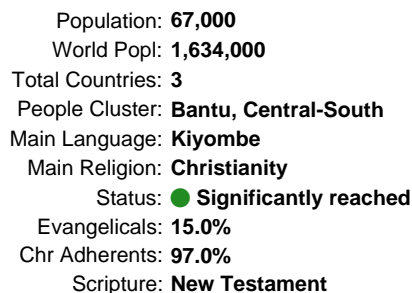 Population: 67,000
World Popl: 1,634,000
Total Countries: 3
People Cluster: Bantu, Central-South
Main Language: Kiyombe
Main Religion: Christianity
Status: Significantly reached
Evangelicals: 15.0%
Chr Adherents: 97.0%
Scripture: New Testament